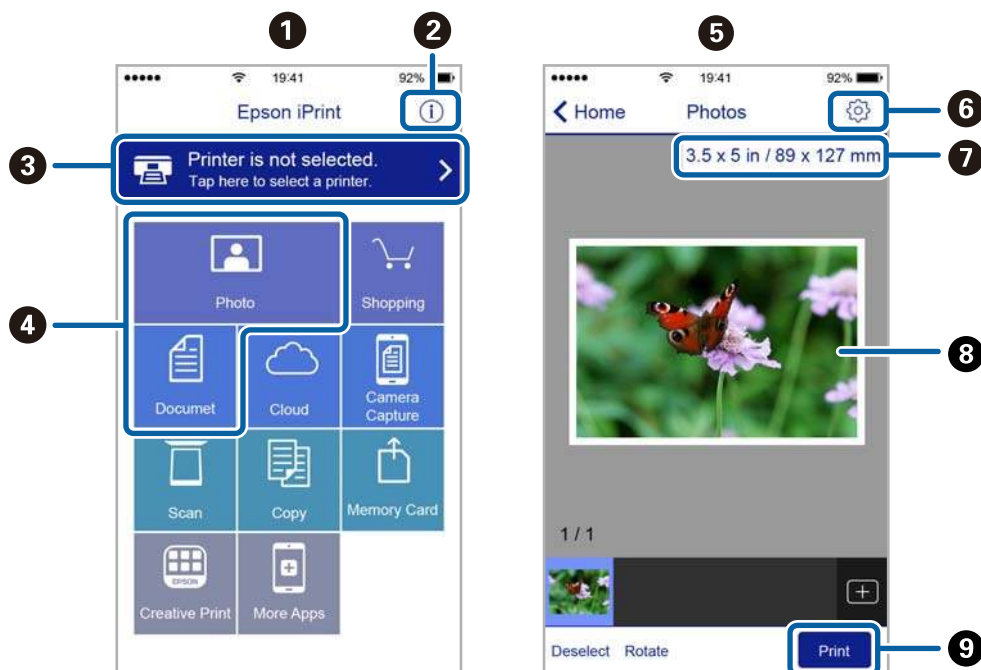 1
2
19:41
92%
Epson iPrint
3
Printer is not selected.
Tap here to select a printer.
4
Photo
Shopping
Documet
Cloud
Camera
Capture
Scan
Copy
Memory Card
EPSON
Creative Print
More Apps
5
19:41
92%
Home
Photos
6
3.5 x 5 in / 89 x 127 mm
7
8
1 / 1
Deselect
Rotate
Print
9